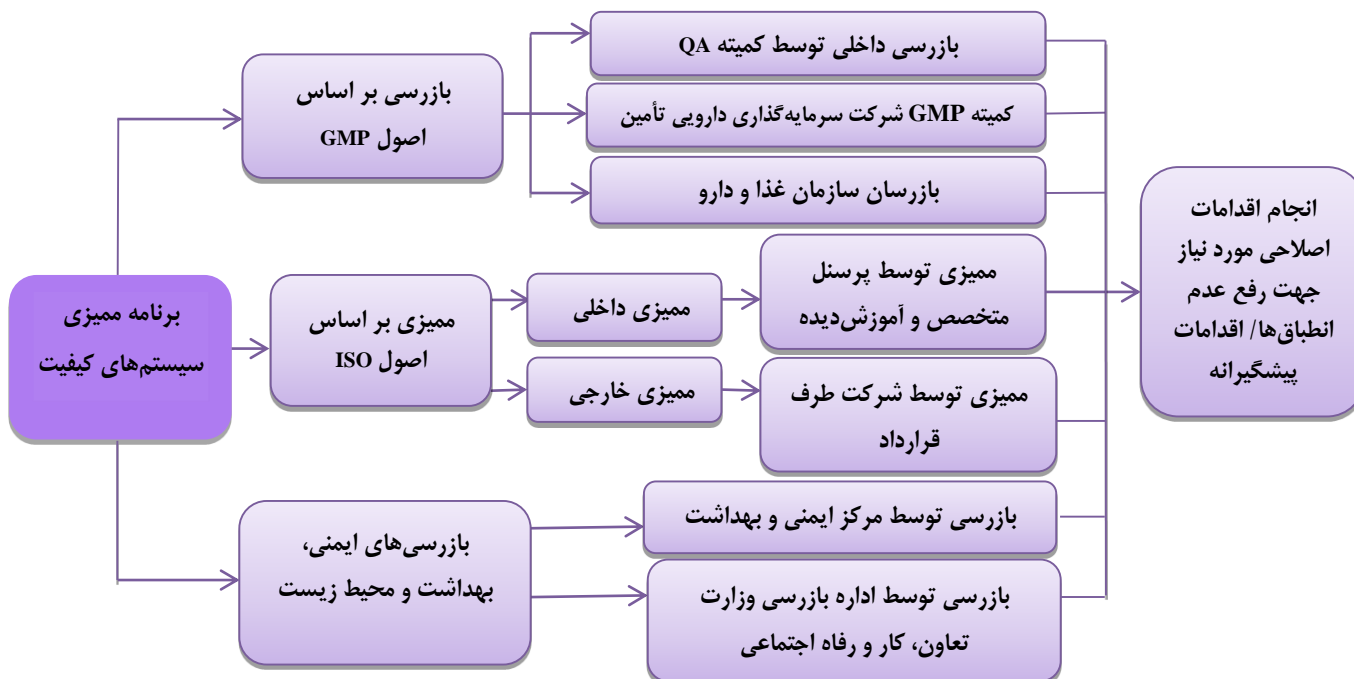 برنامه ممیزی
سیستم‌های کیفیت
بازرسی بر اساس
اصول GMP
بازرسی داخلی توسط کمیته QA
کمیته GMP شرکت سرمایه‌گذاری دارویی تأمین
بازرسان سازمان غذا و دارو
ممیزی بر اساس
اصول ISO
ممیزی داخلی
ممیزی توسط پرسنل
متخصص و آموزش‌دیده
ممیزی خارجی
ممیزی توسط شرکت طرف
قرارداد
بازرسی‌های ایمنی،
بهداشت و محیط زیست
بازرسی توسط مرکز ایمنی و بهداشت
بازرسی توسط اداره بازرسی وزارت
تعاون، کار و رفاه اجتماعی
انجام اقدامات
اصلاحی مورد نیاز
جهت رفع عدم
انطباق‌ها/ اقدامات
پیشگیرانه